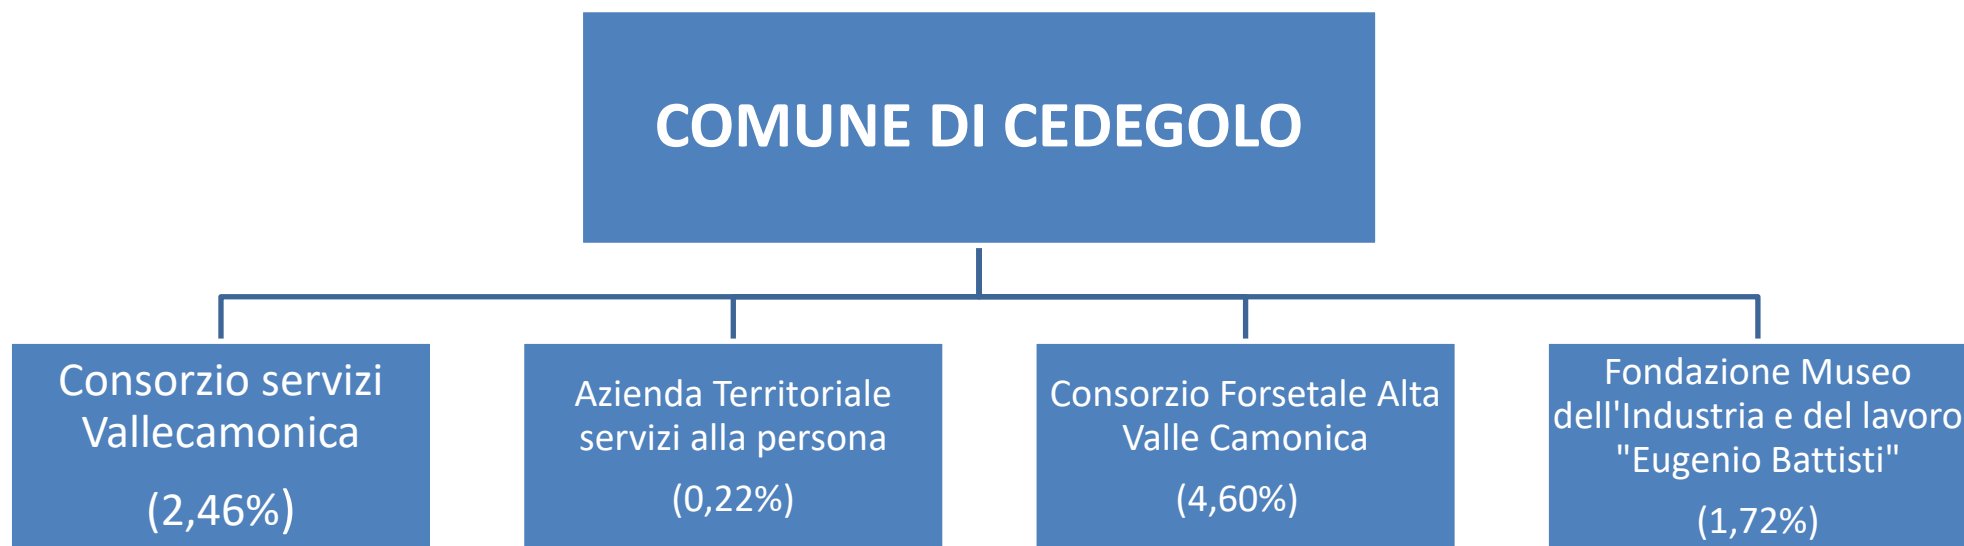 COMUNE DI CEDEGOLO
Consorzio servizi
Vallecamonica
(2,46%)
Azienda Territoriale
servizi alla persona
(0,22%)
Consorzio Forsetale Alta
Valle Camonica
(4,60%)
Fondazione Museo
dell'Industria e del lavoro
"Eugenio Battisti"
(1,72%)